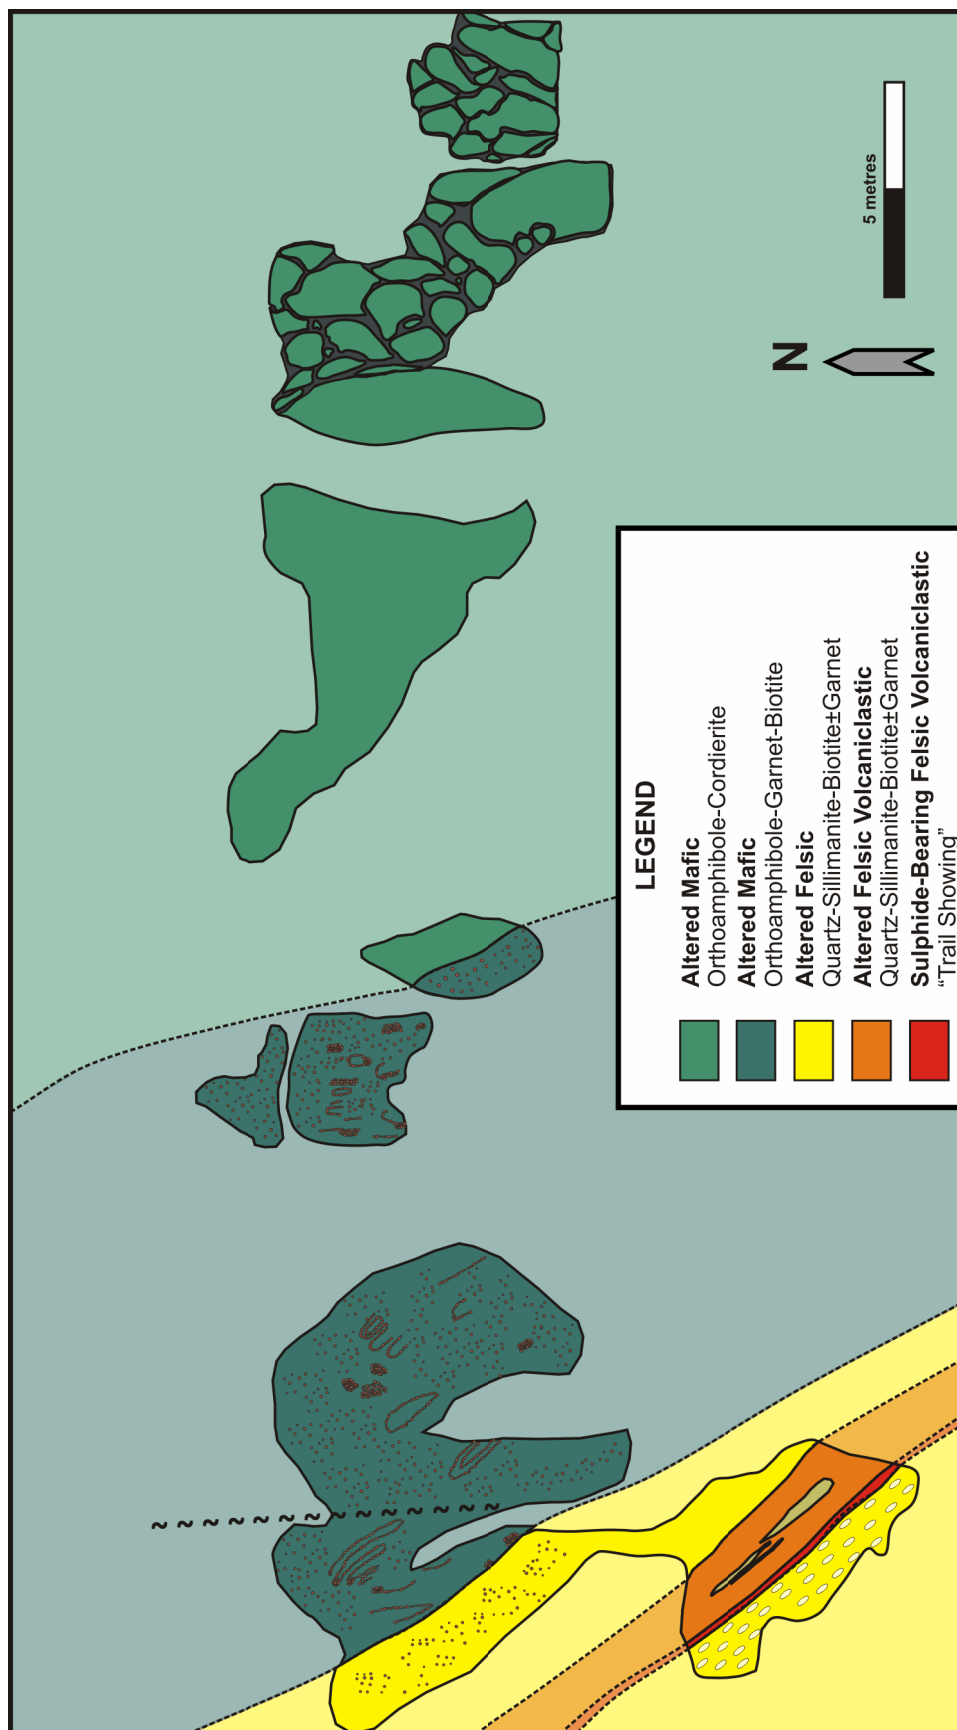 5 metres
N
LEGEND
Altered Mafic
Orthoamphibole-Cordierite
Altered Mafic
Orthoamphibole-Garnet-Biotite
Altered Felsic
Quartz-Sillimanite-Biotite±Garnet
Altered Felsic Volcaniclastic
Quartz-Sillimanite-Biotite±Garnet
Sulphide-Bearing Felsic Volcaniclastic
“Trail Showing”